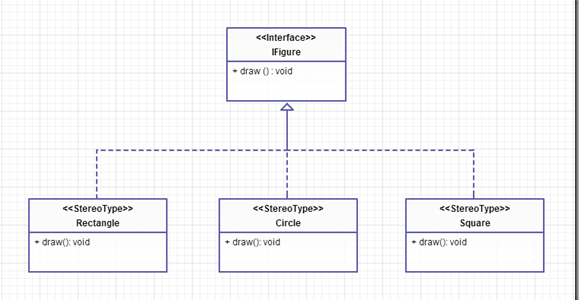 <<Interface>>
IFigure
+ draw () : void
<<StereoType>>
Rectangle
+ draw(): void
<<StereoType>>
Circle
+ draw(): void
<<StereoType>>
Square
+ draw(): void